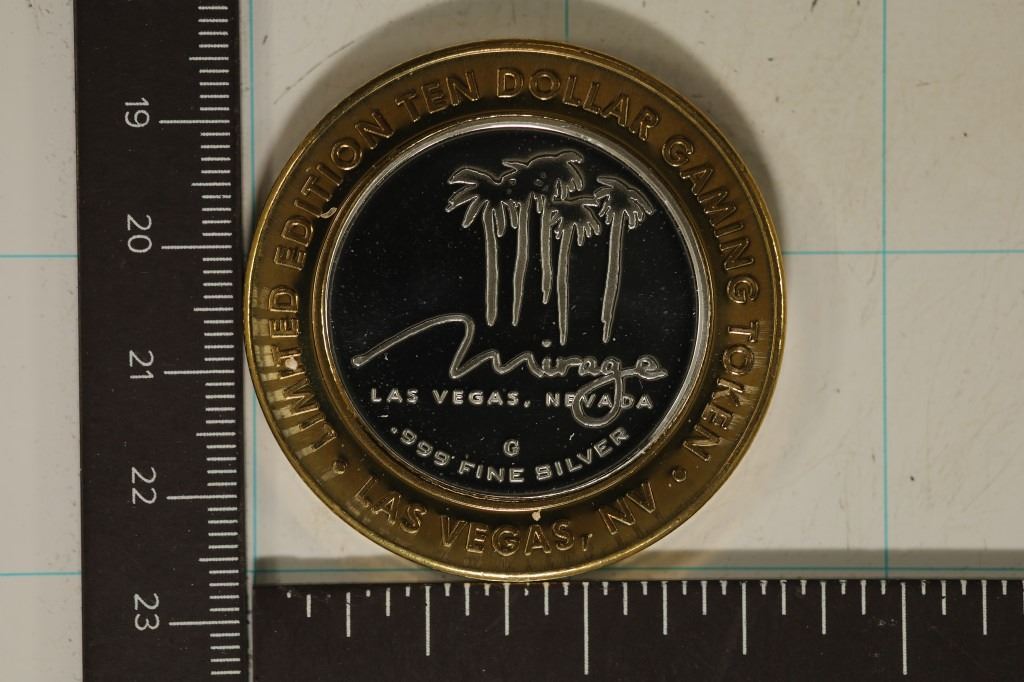 LIMITED EDITION TEN DOLLAR GAMING TOKEN
Mirage
LAS VEGAS, NEVADA
G
.999 FINE SILVER
LAS VEGAS, NV
19
20
21
22
23